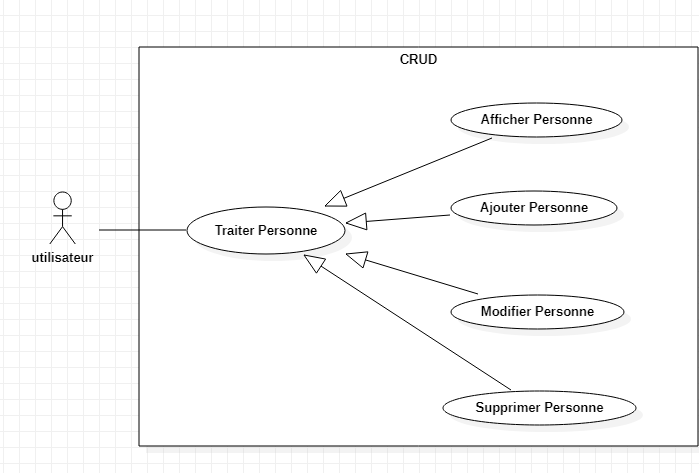 CRUD
Afficher Personne
Ajouter Personne
Traiter Personne
utilisateur
Modifier Personne
Supprimer Personne